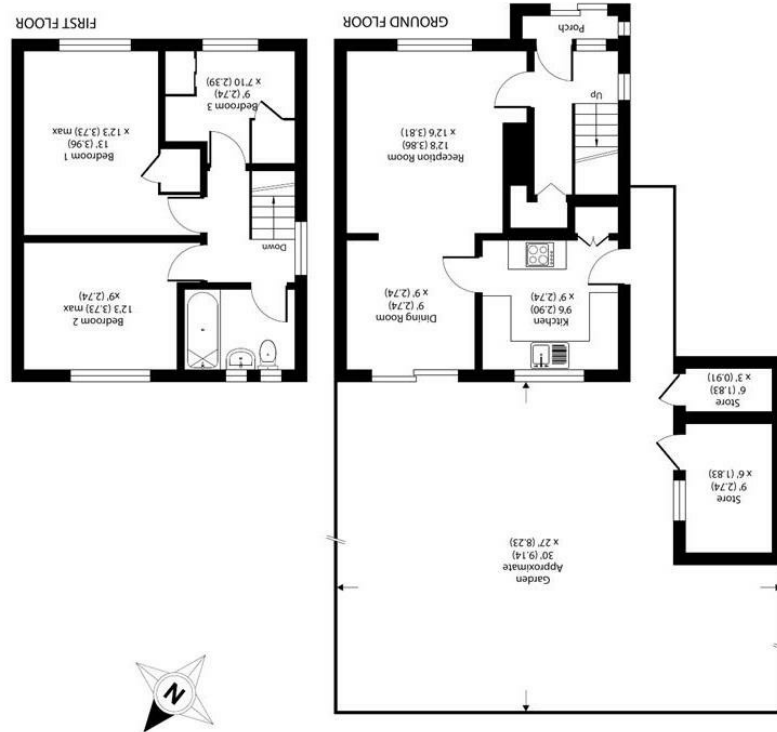 N
Garden
Approximate
30' (9.14)
x 27' (8.23)
Store
9' (2.74)
x 6' (1.83)
Store
6' (1.83)
x 3' (0.91)
Kitchen
9'6 (2.90)
x 9' (2.74)
Dining Room
9' (2.74)
x 9' (2.74)
Reception Room
12'8 (3.86)
x 12'6 (3.81)
Up
Porch
GROUND FLOOR
Bedroom 2
12'3 (3.73) max
x9' (2.74)
Down
Bedroom 1
13' (3.96)
x 12'3 (3.73) max
Bedroom 3
9' (2.74)
x 7'10 (2.39)
FIRST FLOOR